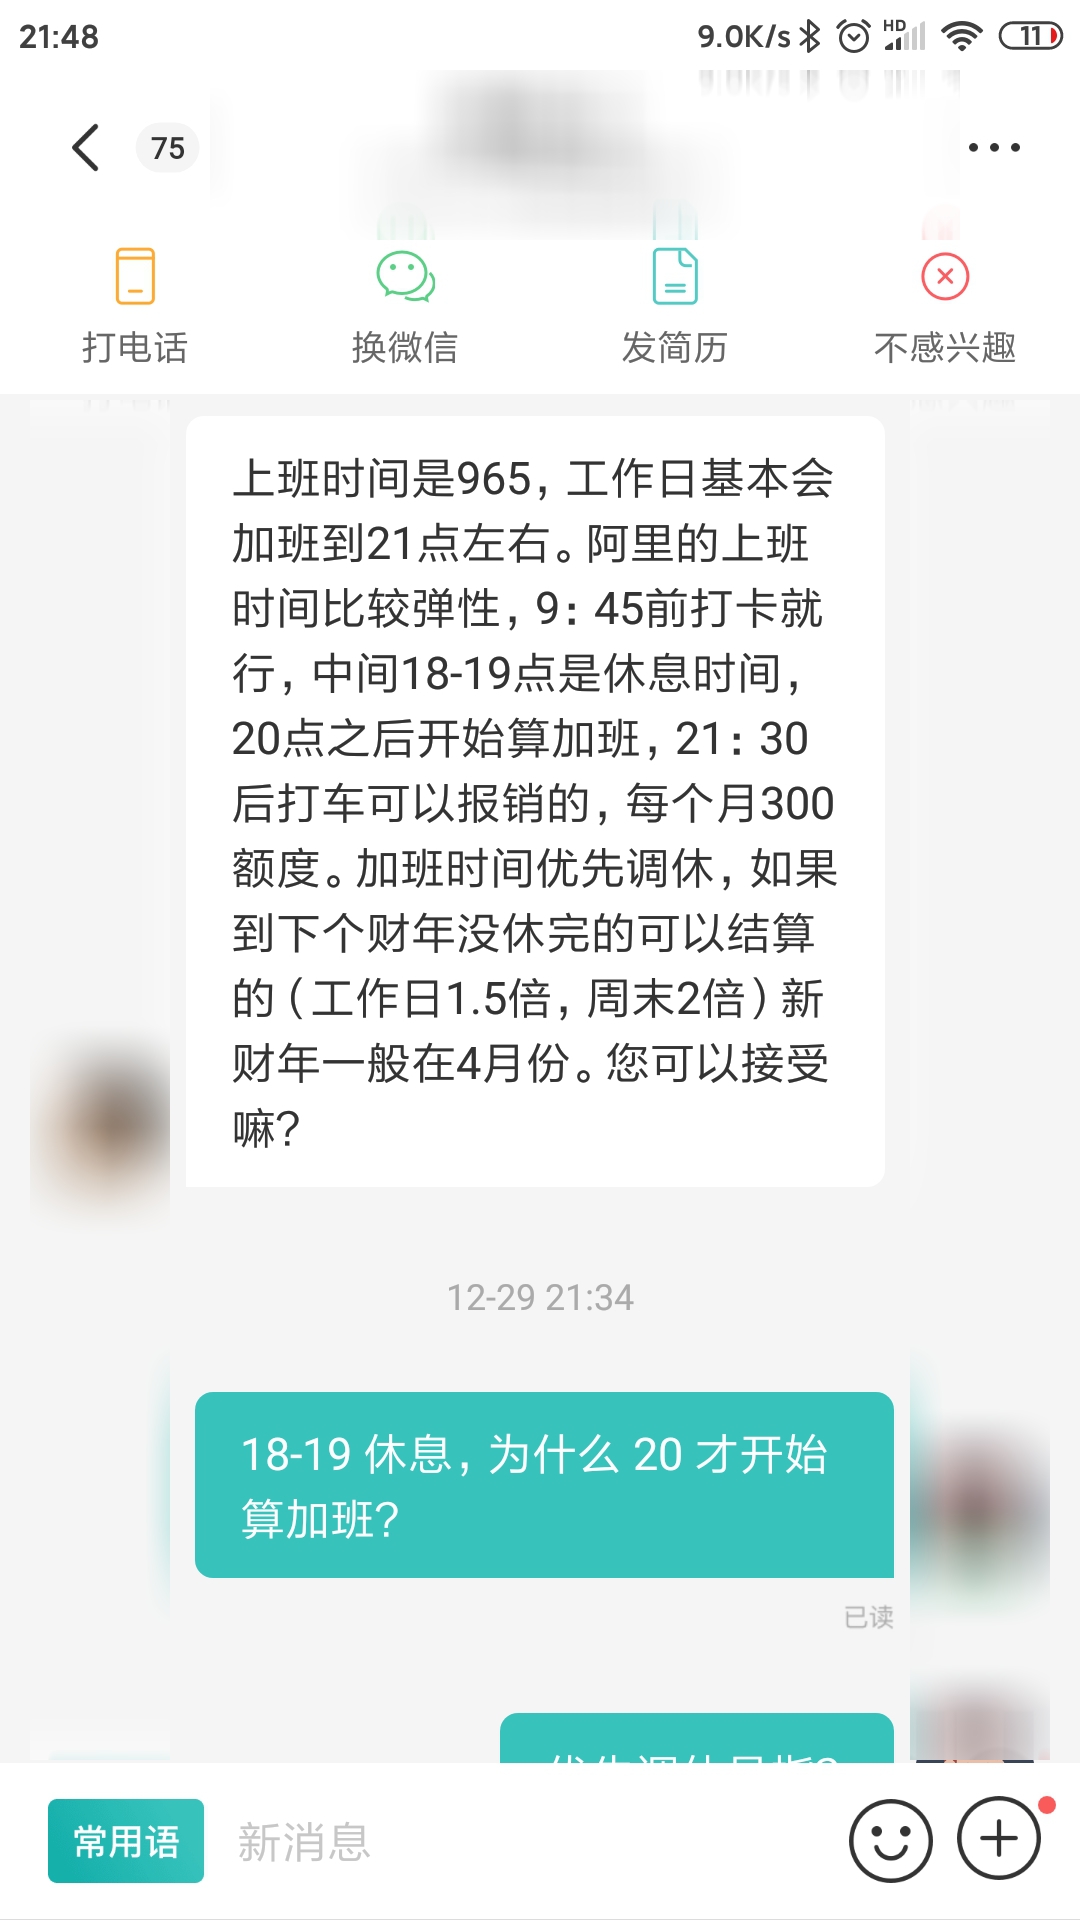 21:48
9.0K/s HD 11
75
打电话 换微信 发简历 不感兴趣
上班时间是965，工作日基本会
加班到21点左右。阿里的上班
时间比较弹性，9：45前打卡就
行，中间18-19点是休息时间，
20点之后开始算加班，21：30
后打车可以报销的，每个月300
额度。加班时间优先调休，如果
到下个财年没休完的可以结算
的（工作日1.5倍，周末2倍）新
财年一般在4月份。您可以接受
嘛？
12-29 21:34
18-19 休息，为什么 20 才开始
算加班？
已读
优先调休是指？
常用语 新消息